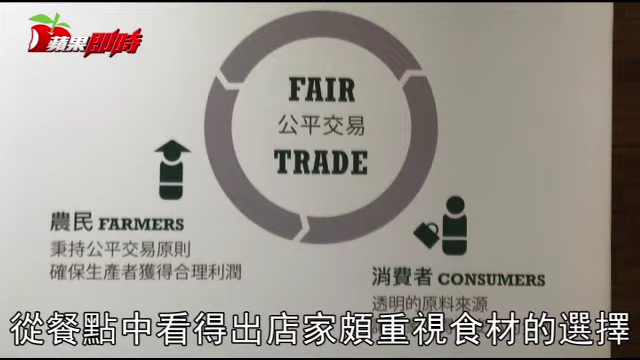 蘋果即時
FAIR
公平交易
TRADE
農民 FARMERS
秉持公平交易原則
確保生產者獲得合理利潤
消費者 CONSUMERS
透明的原料來源
從餐點中看得出店家頗重視食材的選擇